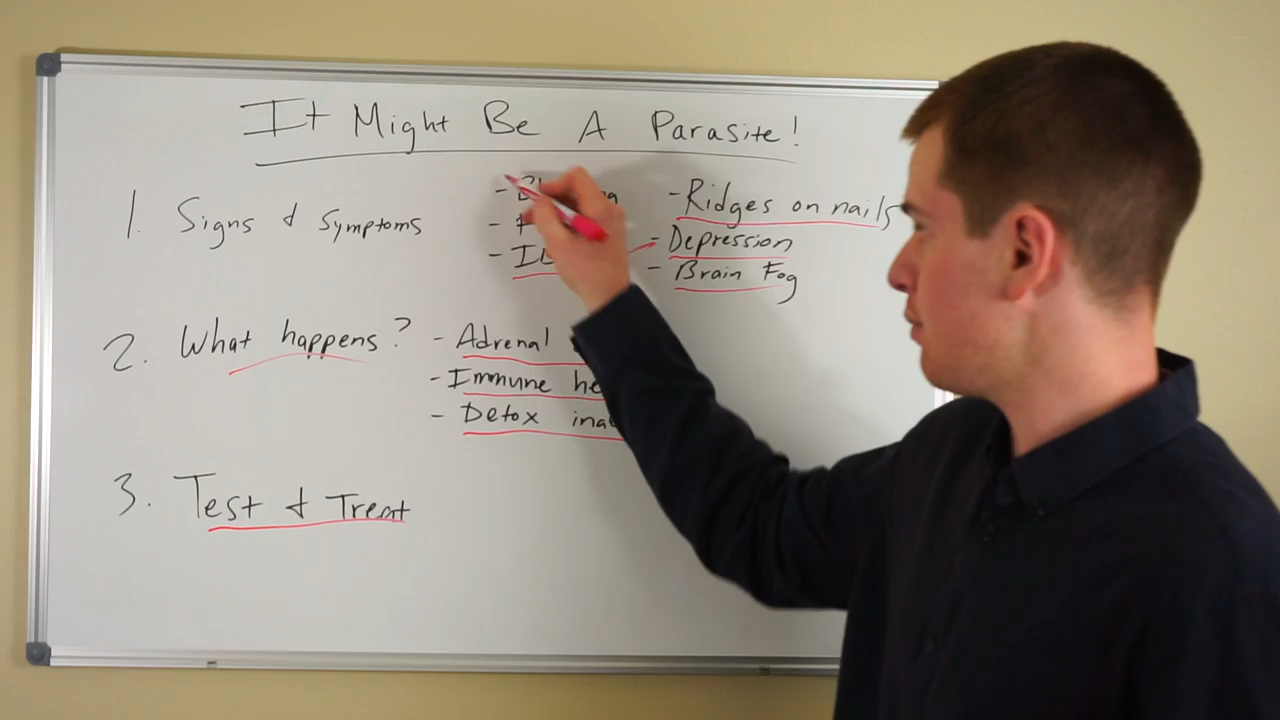 It Might Be A Parasite!
1. Signs & Symptoms
- Ridges on nails
- Depression
- Brain Fog
2. What happens?
- Adrenal
- Immune
- Detox
3. Test & Treat